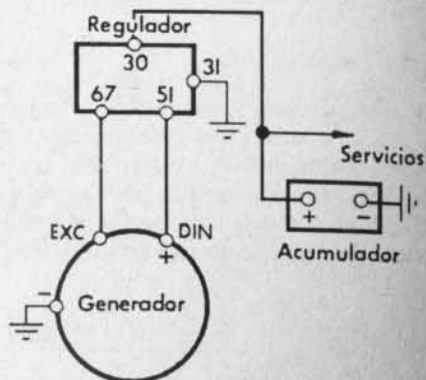 Regulador
30
31
67 51
Servicios
+ -
Acumulador
EXC DIN
+
-
Generador